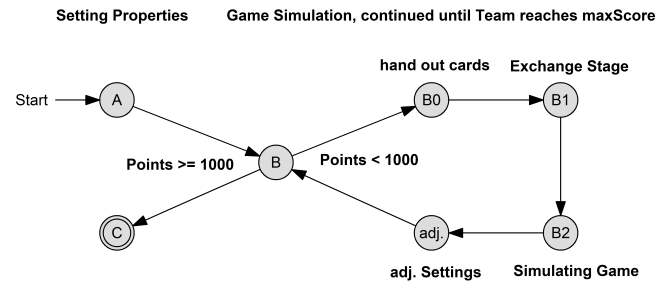 Setting Properties
Game Simulation, continued until Team reaches maxScore
hand out cards
Exchange Stage
Start
A
B0
B1
B
Points >= 1000
Points < 1000
C
adj.
B2
adj. Settings
Simulating Game